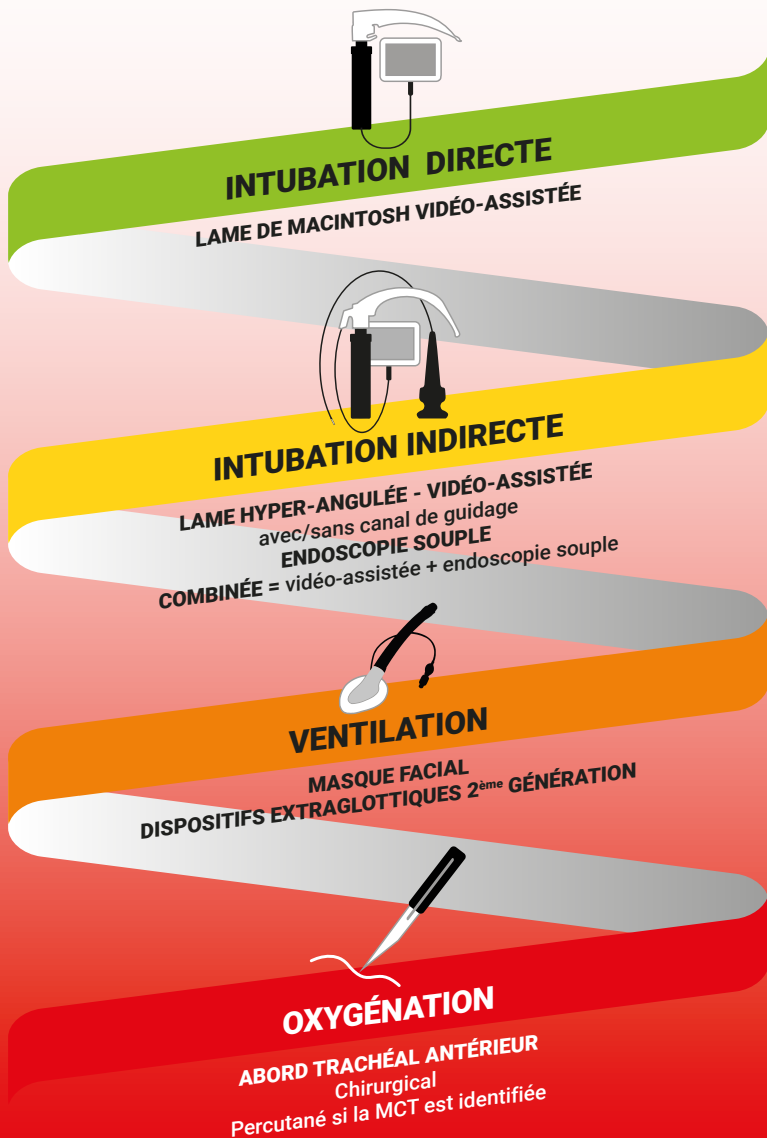 INTUBATION DIRECTE
LAME DE MACINTOSH VIDÉO-ASSISTÉE
INTUBATION INDIRECTE
LAME HYPER-ANGULÉE - VIDÉO-ASSISTÉE
avec/sans canal de guidage
ENDOSCOPIE SOUPLE
COMBINÉE = vidéo-assistée + endoscopie souple
VENTILATION
MASQUE FACIAL
DISPOSITIFS EXTRAGLOTTIQUES 2ème GÉNÉRATION
OXYGÉNATION
ABORD TRACHÉAL ANTÉRIEUR
Chirurgical
Percutané si la MCT est identifiée